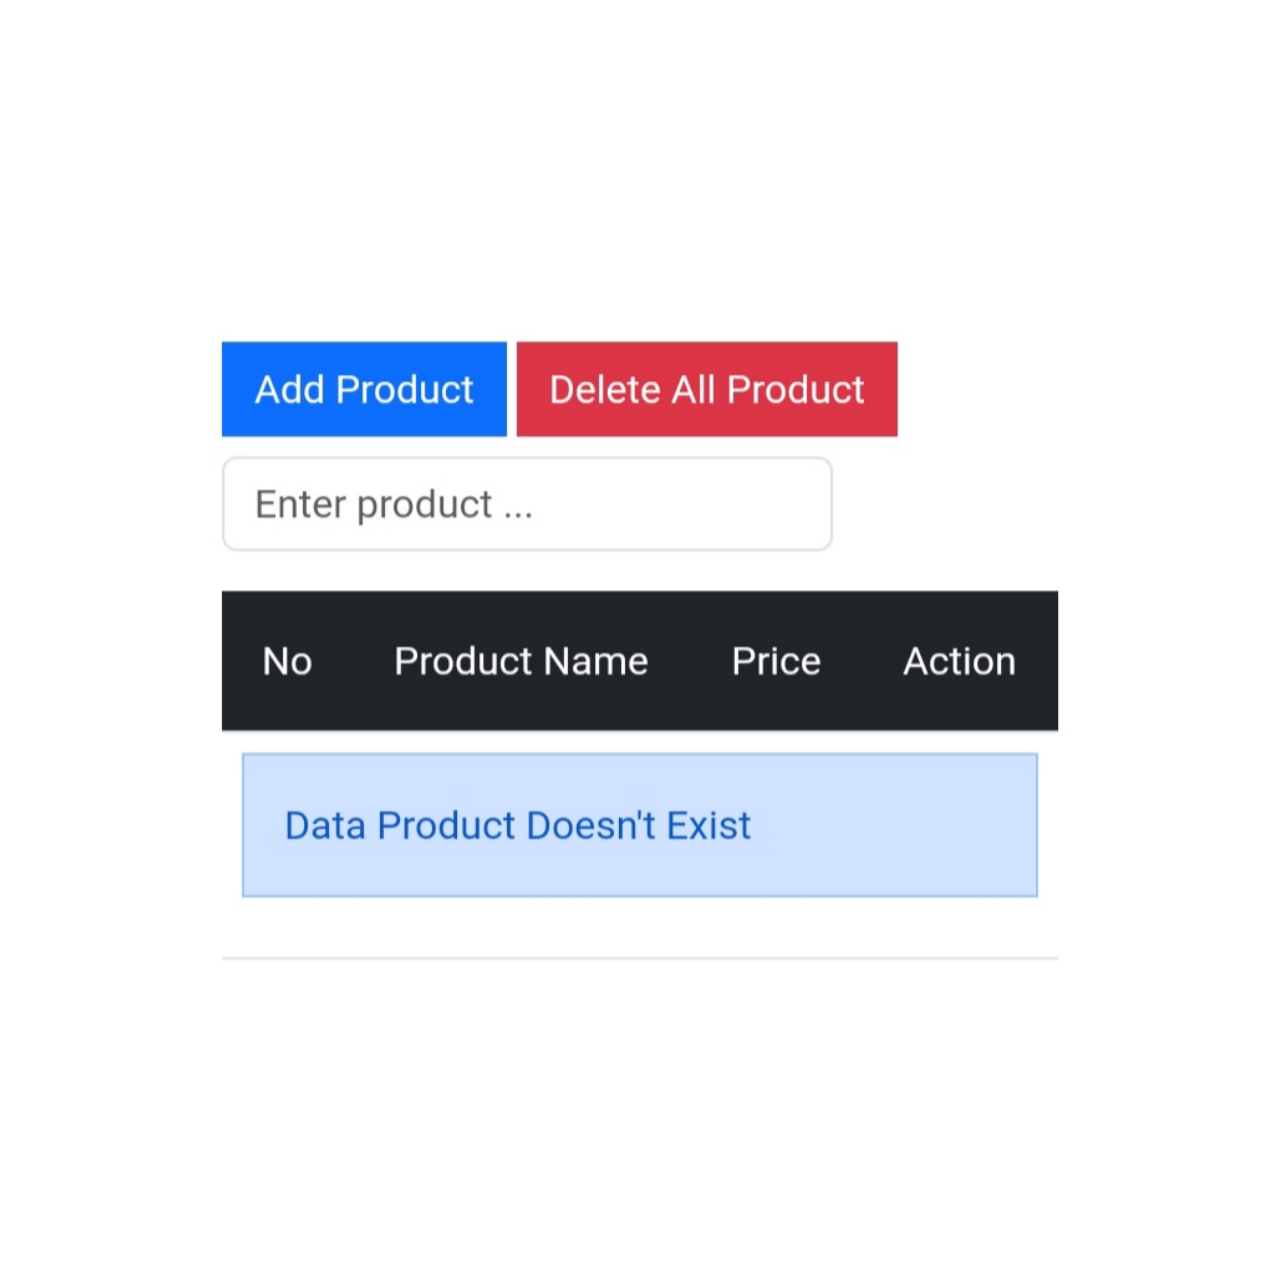 Add Product Delete All Product
Enter product ...
No Product Name Price Action
Data Product Doesn't Exist